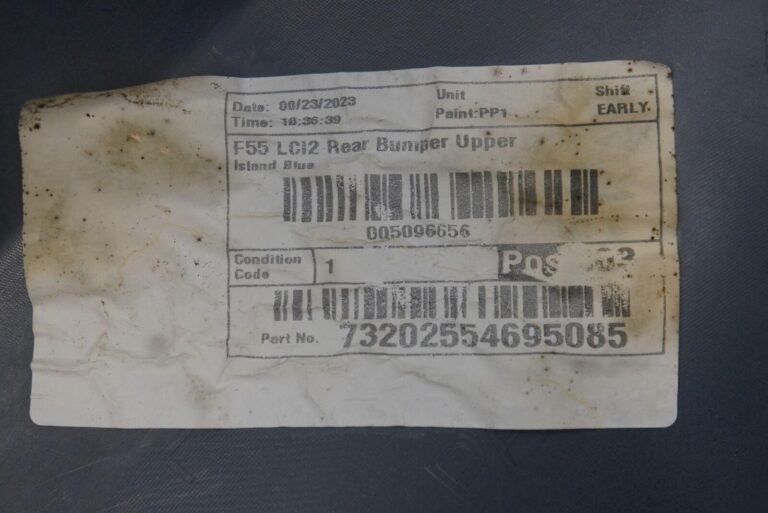 Date: 00/23/2023 Unit Shift
Time: 10:36:39 Paint:PP1 EARLY
F55 LCI2 Rear Bumper Upper
Island Blue
005096656
Condition Code 1
Part No. 73202554695085